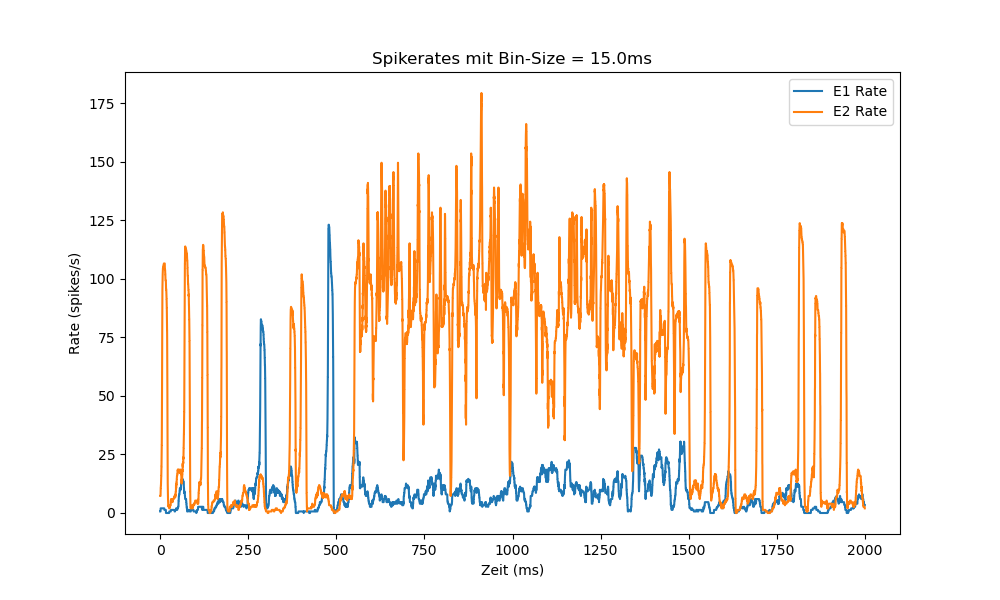 Spikerates mit Bin-Size = 15.0ms
E1 Rate
E2 Rate
175
150
125
100
75
50
25
0
Rate (spikes/s)
0 250 500 750 1000 1250 1500 1750 2000
Zeit (ms)